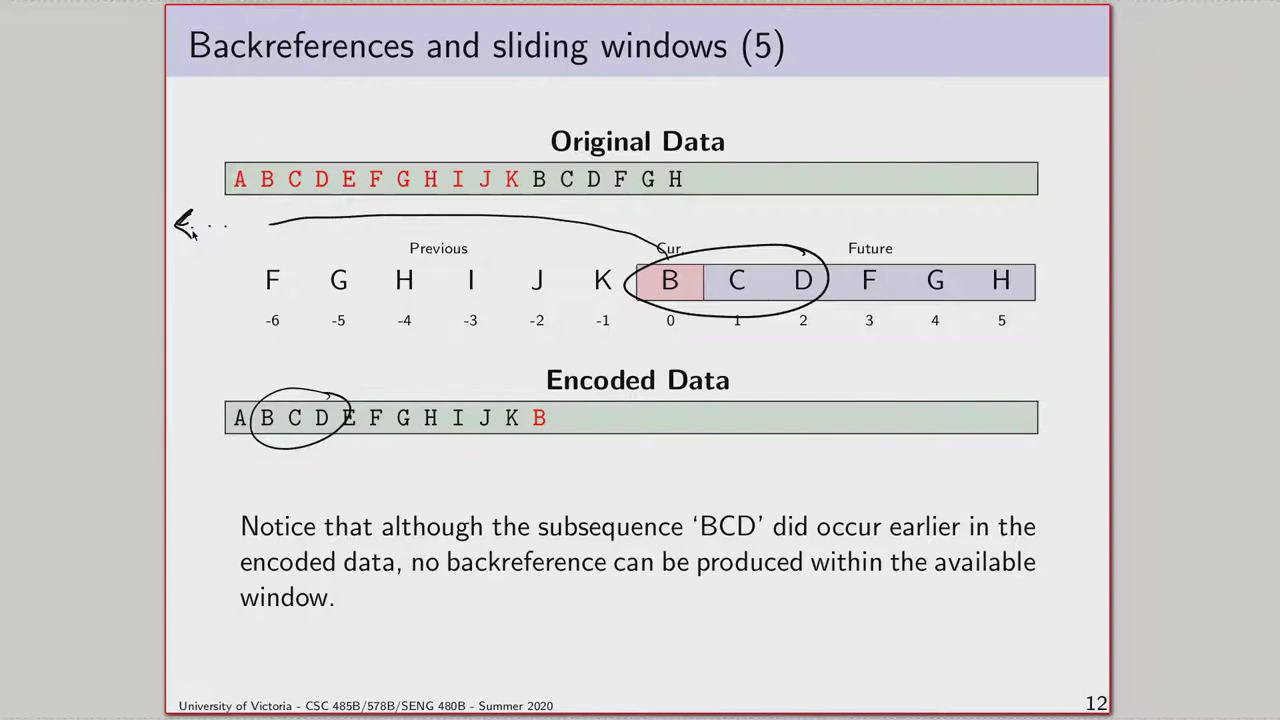 Backreferences and sliding windows (5)
Original Data
A B C D E F G H I J K B C D F G H
Previous Cur. Future
F G H I J K B C D F G H
-6 -5 -4 -3 -2 -1 0 1 2 3 4 5
Encoded Data
A B C D E F G H I J K B
Notice that although the subsequence ‘BCD’ did occur earlier in the
encoded data, no backreference can be produced within the available
window.
University of Victoria - CSC 485B/578B/SENG 480B - Summer 2020
12